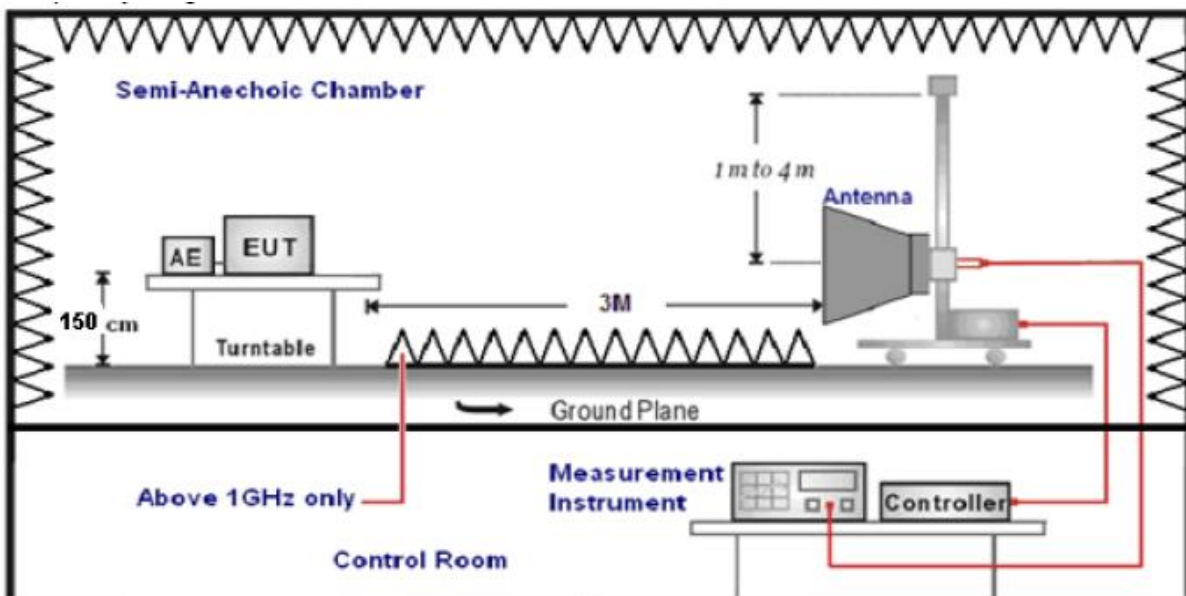 Semi-Anechoic Chamber
1 m to 4 m
Antenna
AE
EUT
3M
150 cm
Turntable
Ground Plane
Above 1GHz only
Measurement
Instrument
Controller
Control Room